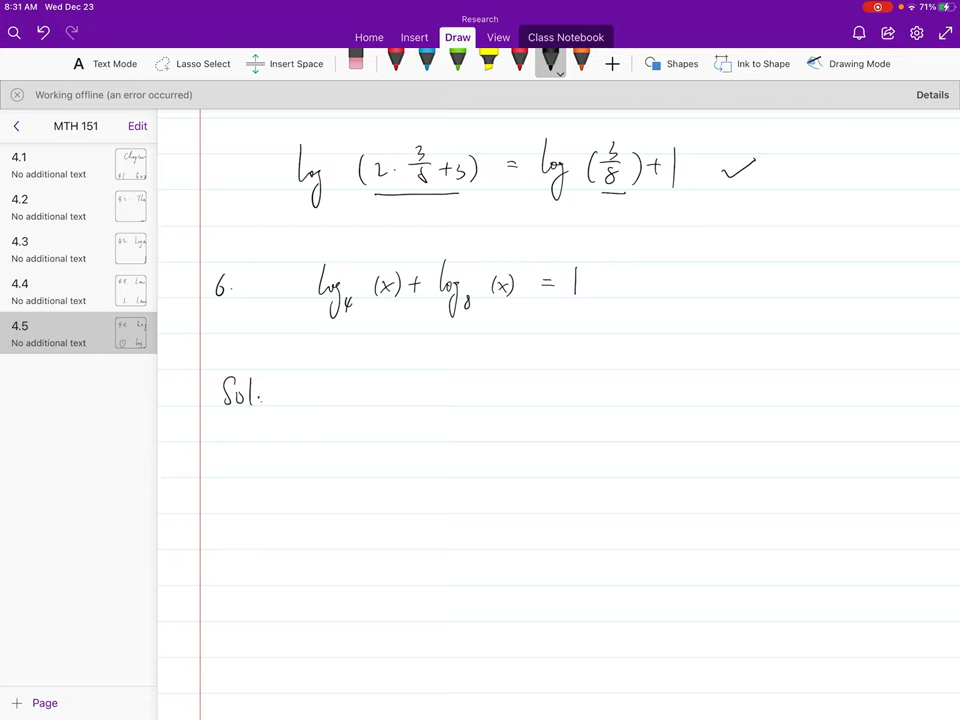 8:31 AM Wed Dec 23
71%
Research
Home Insert Draw View Class Notebook
Text Mode Lasso Select Insert Space Shapes Ink to Shape Drawing Mode
Working offline (an error occurred) Details
MTH 151 Edit
4.1
No additional text
4.2
No additional text
4.3
No additional text
4.4
No additional text
4.5
No additional text
log (2 · 3/8 + 3) = log (3/8) + 1 ✓
6. log₄ (x) + log₈ (x) = 1
Sol.
+ Page